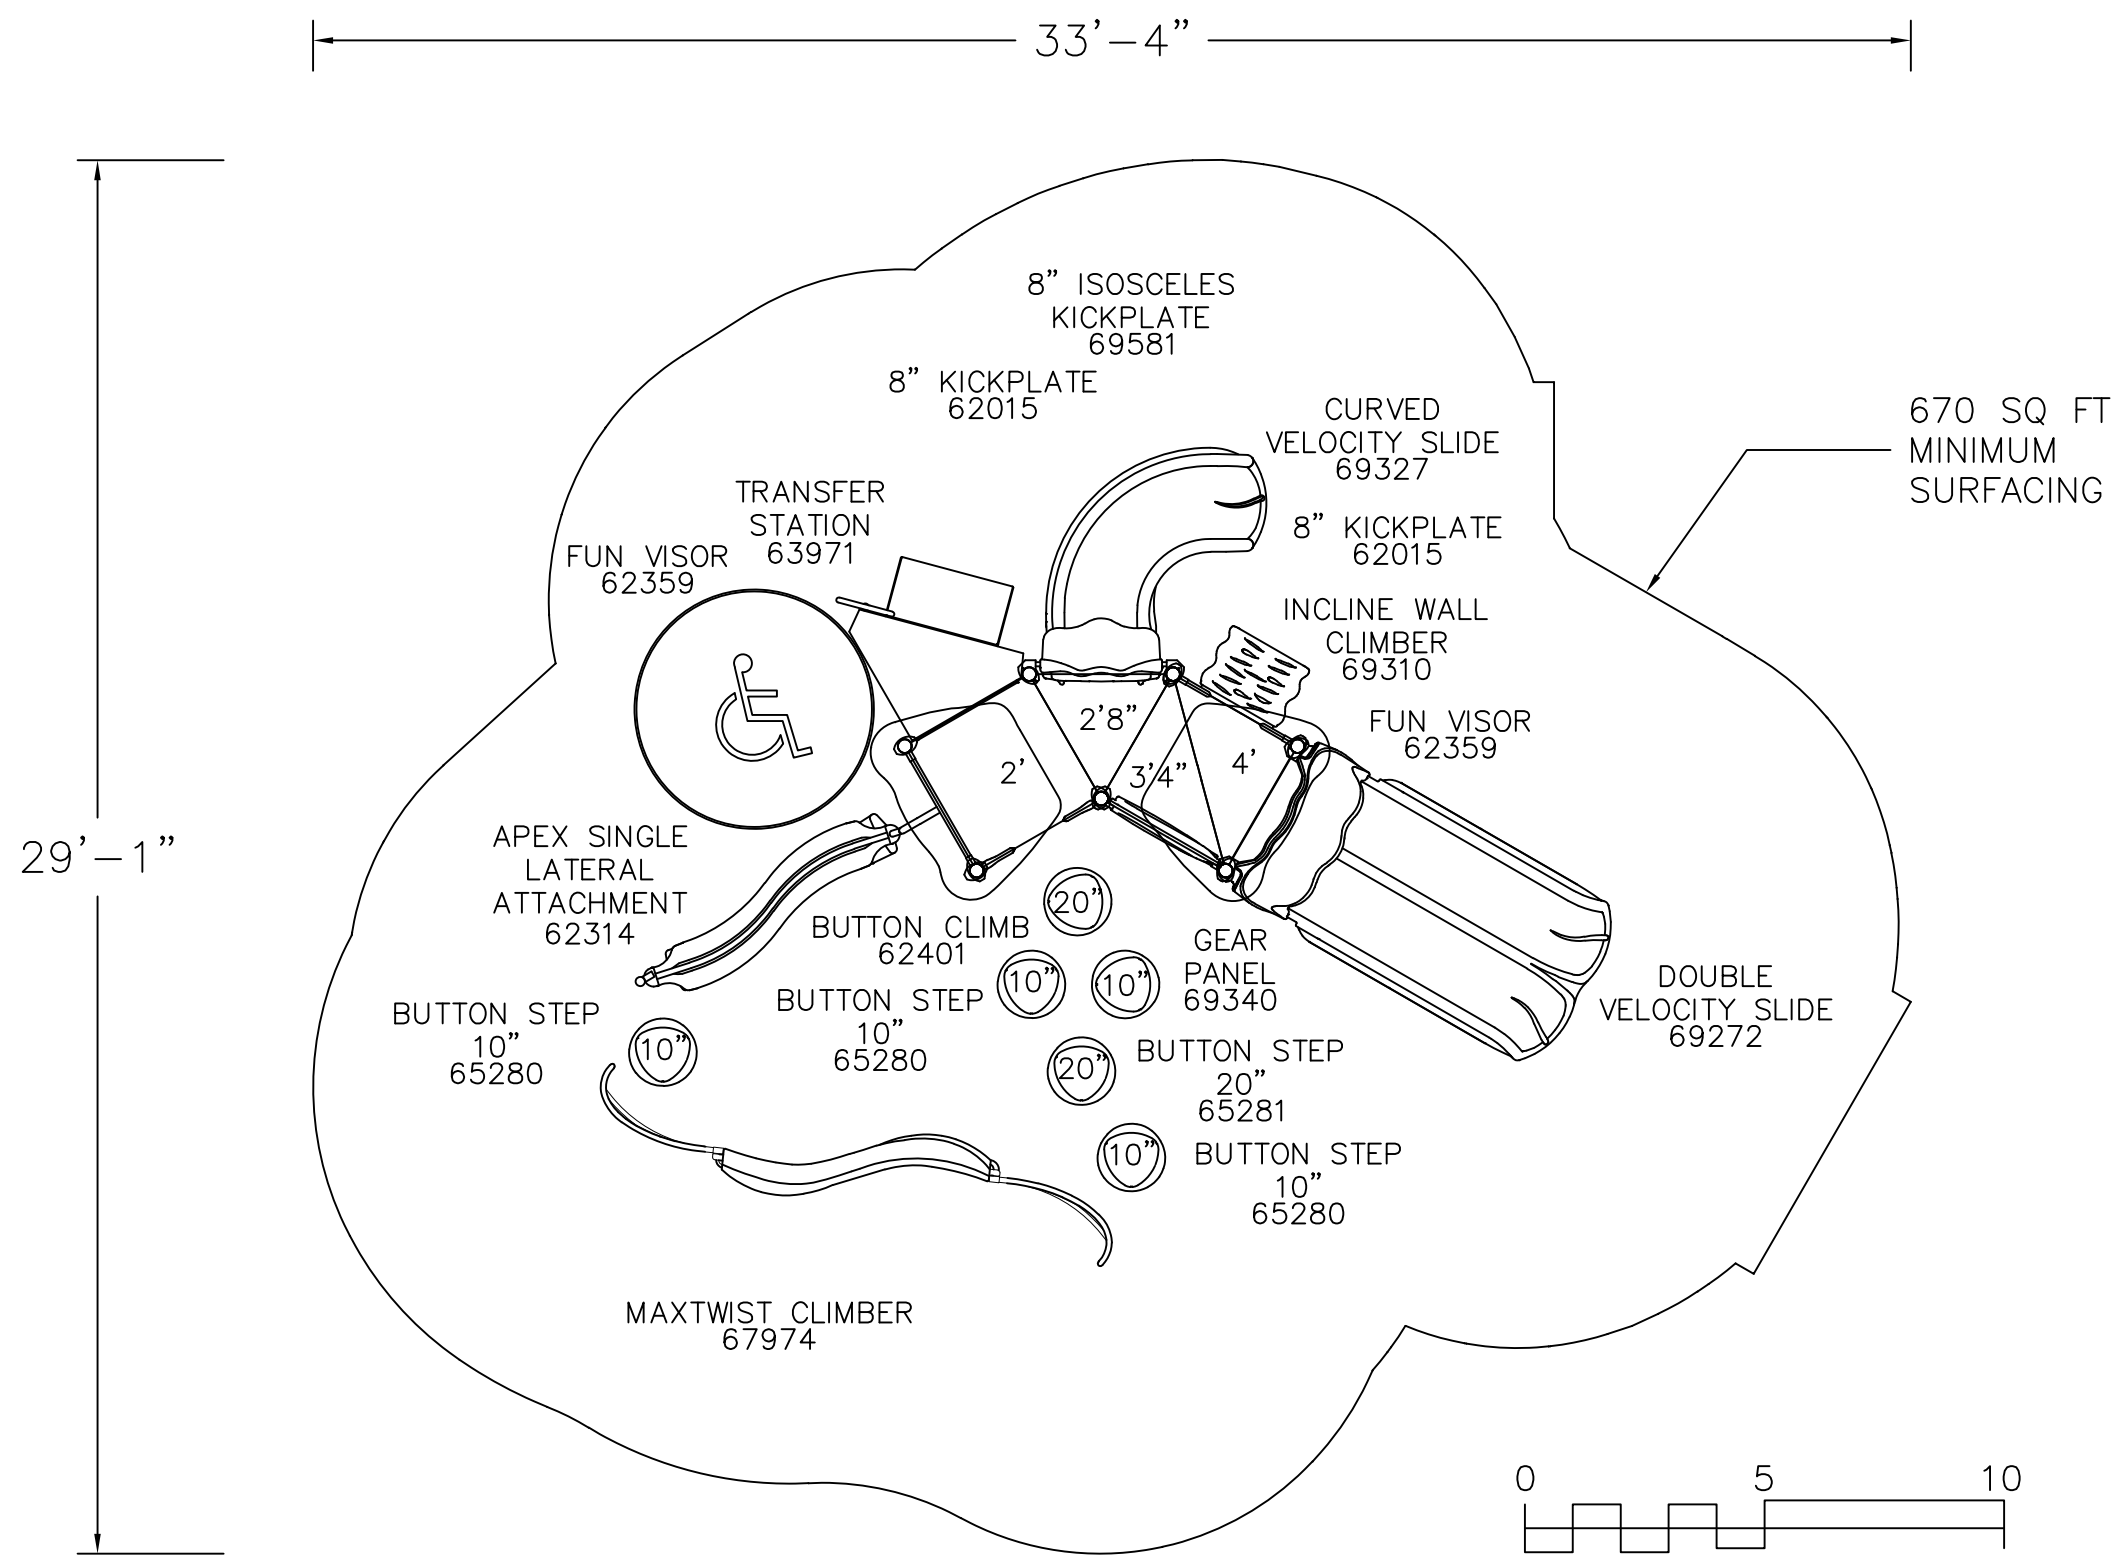 33'-4"
8" ISOSCELES
KICKPLATE
69581
8" KICKPLATE
62015
CURVED
VELOCITY SLIDE
69327
670 SQ FT
MINIMUM
SURFACING
TRANSFER
STATION
63971
8" KICKPLATE
62015
FUN VISOR
62359
INCLINE WALL
CLIMBER
69310
2'8"
FUN VISOR
62359
2'
3'4"
4'
29'-1"
APEX SINGLE
LATERAL
ATTACHMENT
62314
BUTTON CLIMB
62401
20"
GEAR
PANEL
69340
10"
10"
DOUBLE
VELOCITY SLIDE
69272
BUTTON STEP
10"
65280
10"
BUTTON STEP
10"
65280
20"
BUTTON STEP
20"
65281
10"
BUTTON STEP
10"
65280
MAXTWIST CLIMBER
67974
0 5 10